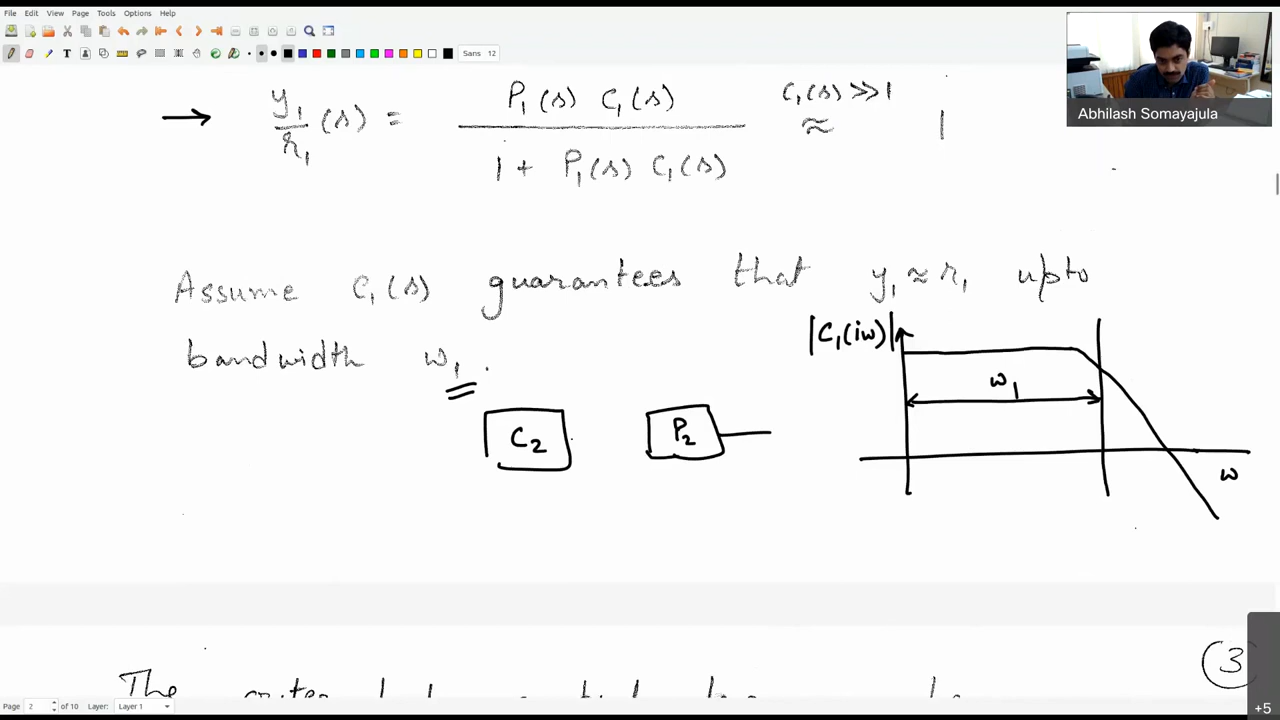 File Edit View Page Tools Options Help
Sans 12
Abhilash Somayajula
→ y₁/r₁ (s) = P₁(s) C₁(s) / 1 + P₁(s) C₁(s) C₁(s) >> 1 ≈ 1
Assume C₁(s) guarantees that y₁ ≈ r₁ upto
bandwidth ω₁.
|C₁(iω)|
ω₁
ω
C₂ P₂
3
The outer
Page 2 of 10 Layer: Layer 1
+5